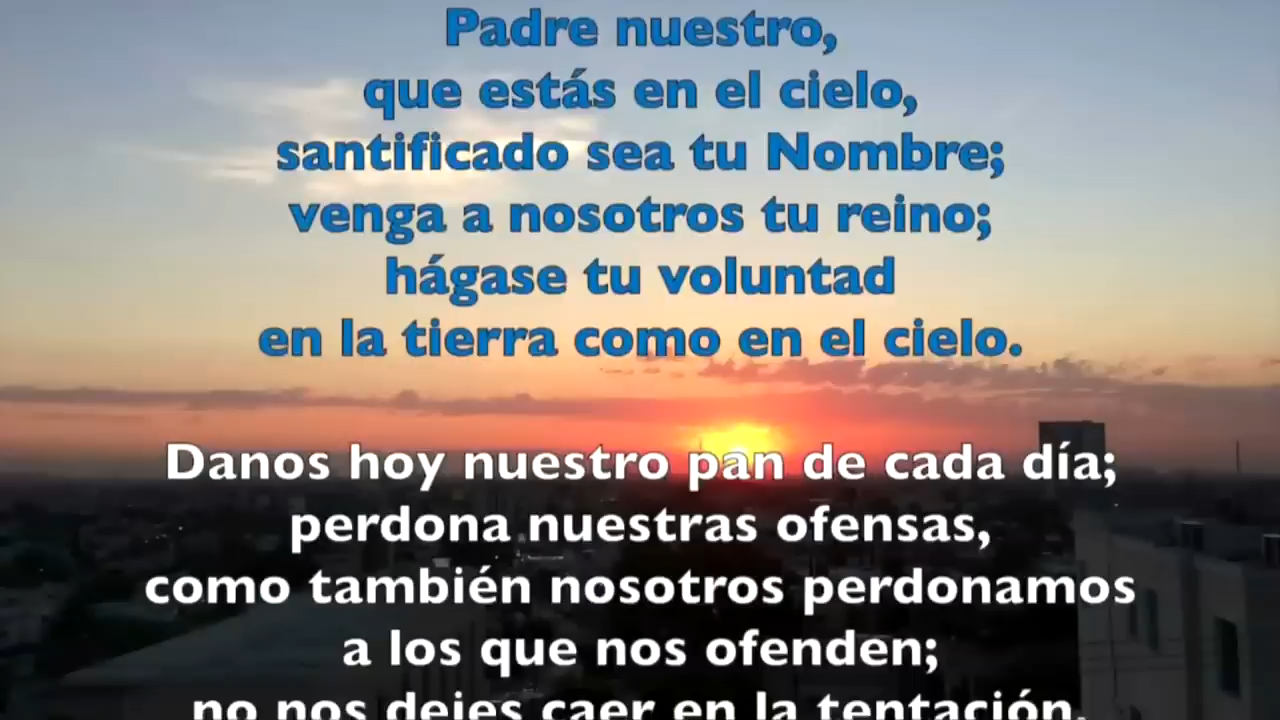 Padre nuestro,
que estás en el cielo,
santificado sea tu Nombre;
venga a nosotros tu reino;
hágase tu voluntad
en la tierra como en el cielo.
Danos hoy nuestro pan de cada día;
perdona nuestras ofensas,
como también nosotros perdonamos
a los que nos ofenden;
no nos dejes caer en la tentación,